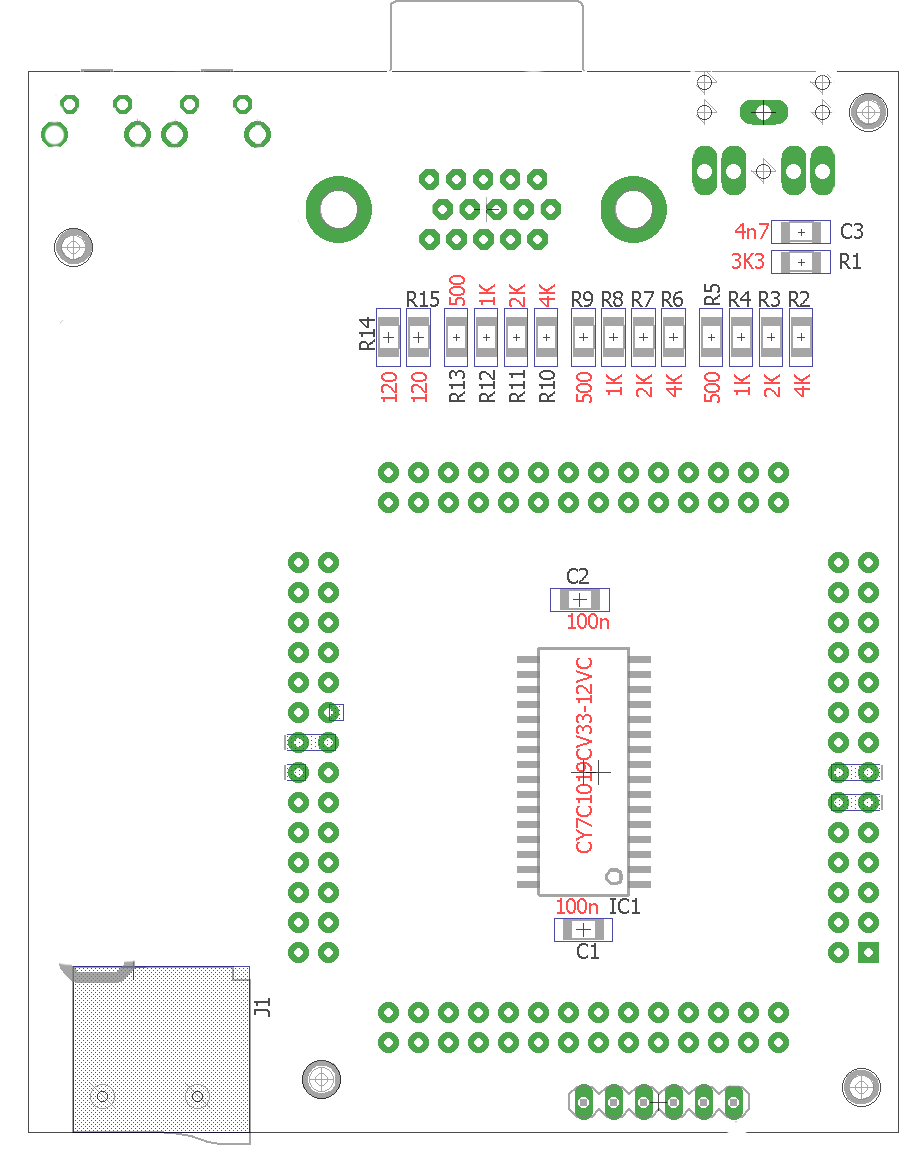 4n7 C3
3K3 R1
R15 500 1K 2K 4K R9 R8 R7 R6 R5 R4 R3 R2
R14
120 120 R13 R12 R11 R10 500 1K 2K 4K 500 1K 2K 4K
C2
100n
CY7C1019CV33-12VC
100n IC1
C1
J1